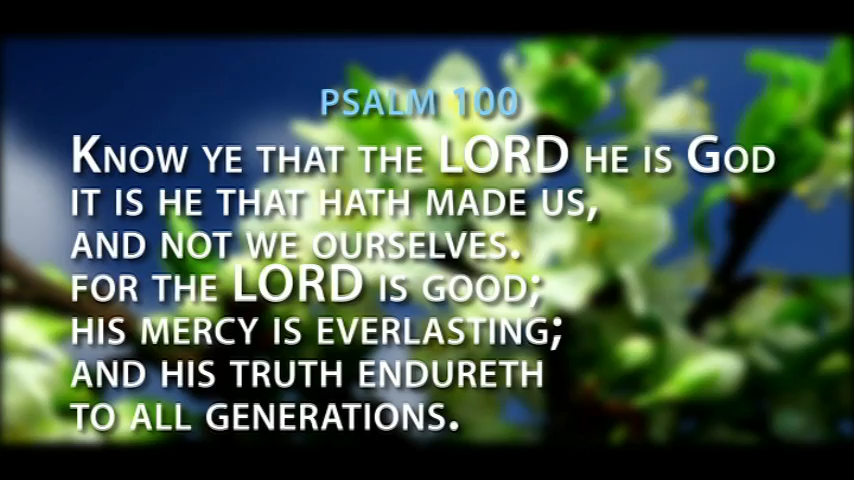 PSALM 100
KNOW YE THAT THE LORD HE IS GOD
IT IS HE THAT HATH MADE US,
AND NOT WE OURSELVES.
FOR THE LORD IS GOOD;
HIS MERCY IS EVERLASTING;
AND HIS TRUTH ENDURETH
TO ALL GENERATIONS.